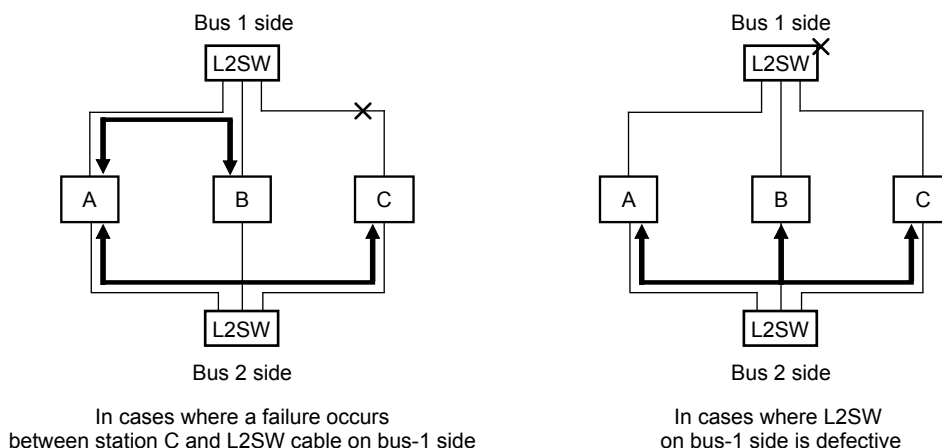 Bus 1 side
L2SW
A
B
C
L2SW
Bus 2 side
In cases where a failure occurs
between station C and L2SW cable on bus-1 side
Bus 1 side
L2SW
A
B
C
L2SW
Bus 2 side
In cases where L2SW
on bus-1 side is defective